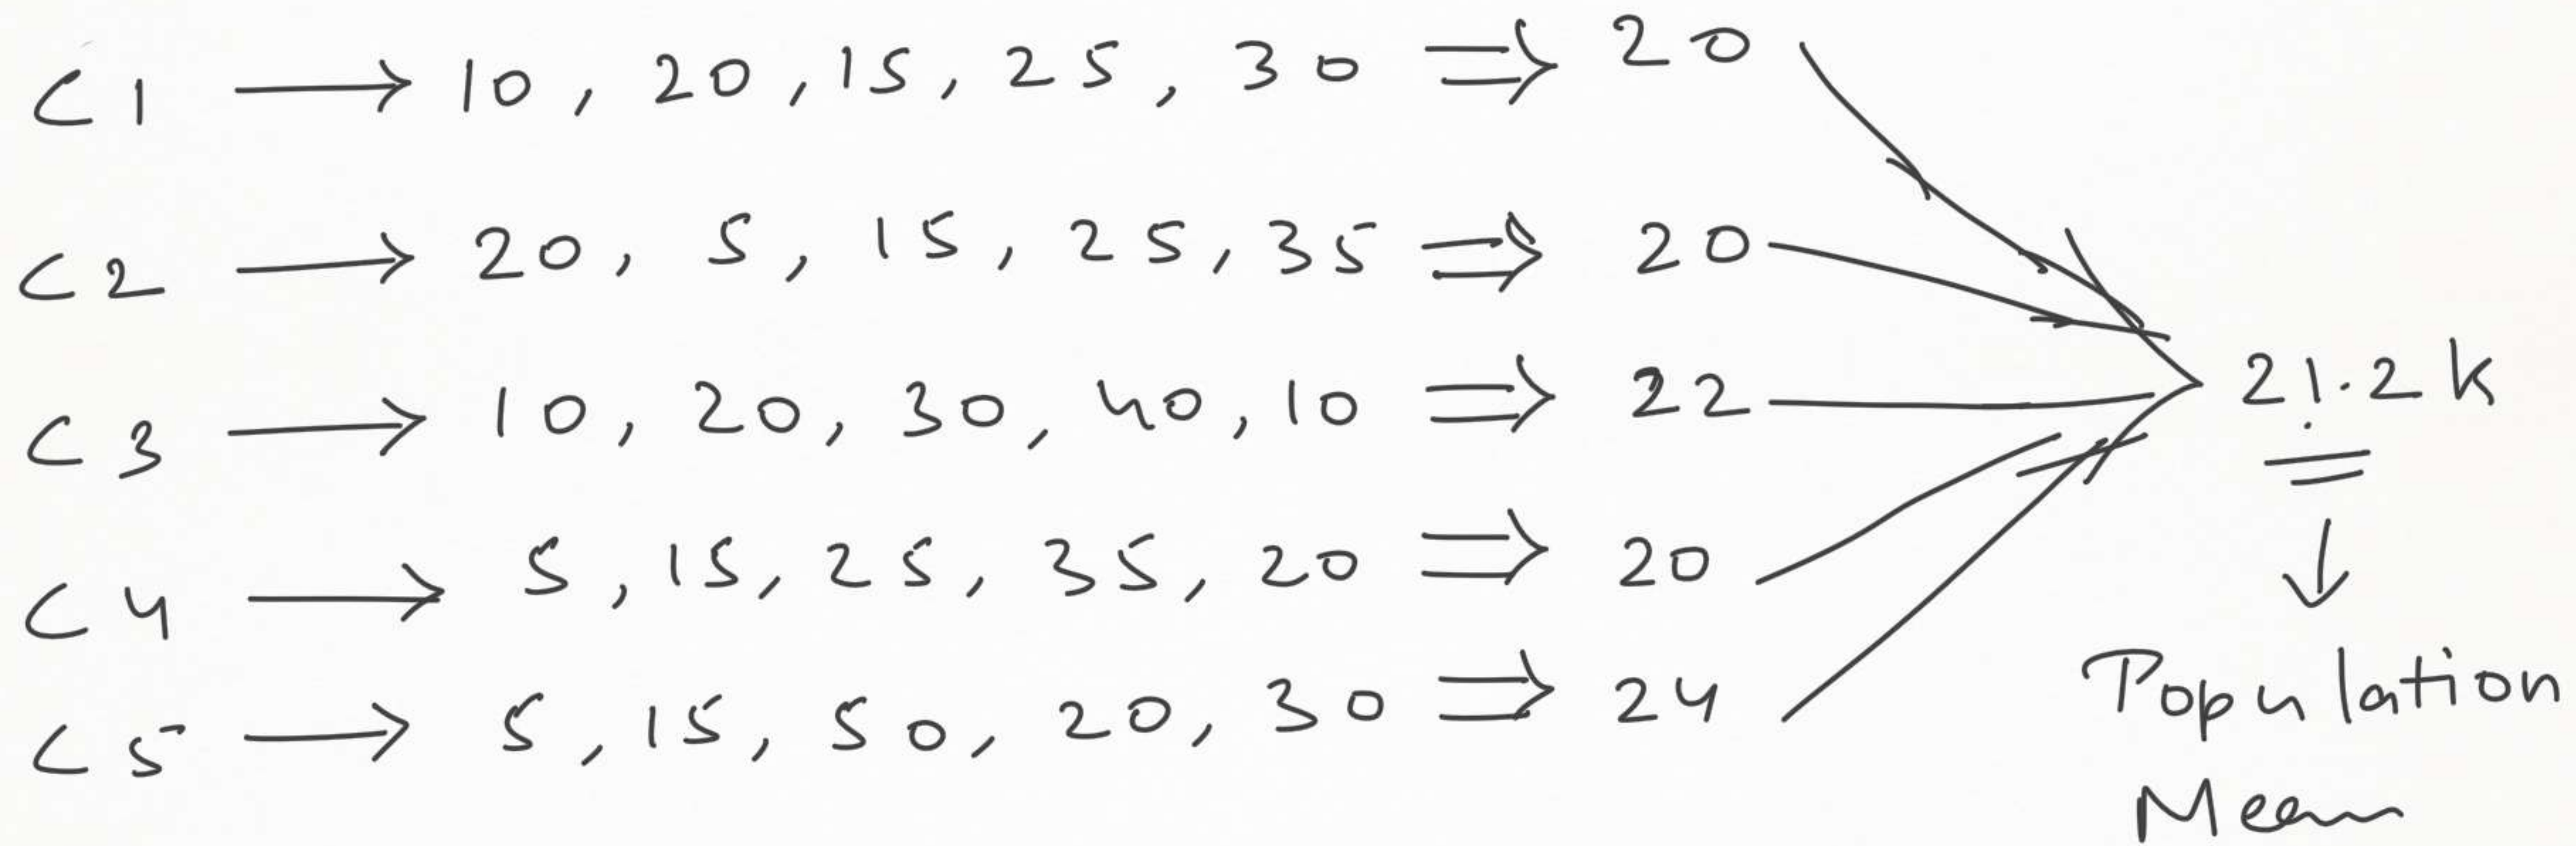 C1 → 10, 20, 15, 25, 30 ⇒ 20
C2 → 20, 5, 15, 25, 35 ⇒ 20
C3 → 10, 20, 30, 40, 10 ⇒ 22
21.2 K
C4 → 5, 15, 25, 35, 20 ⇒ 20
C5 → 5, 15, 50, 20, 30 ⇒ 24
Population
Mean